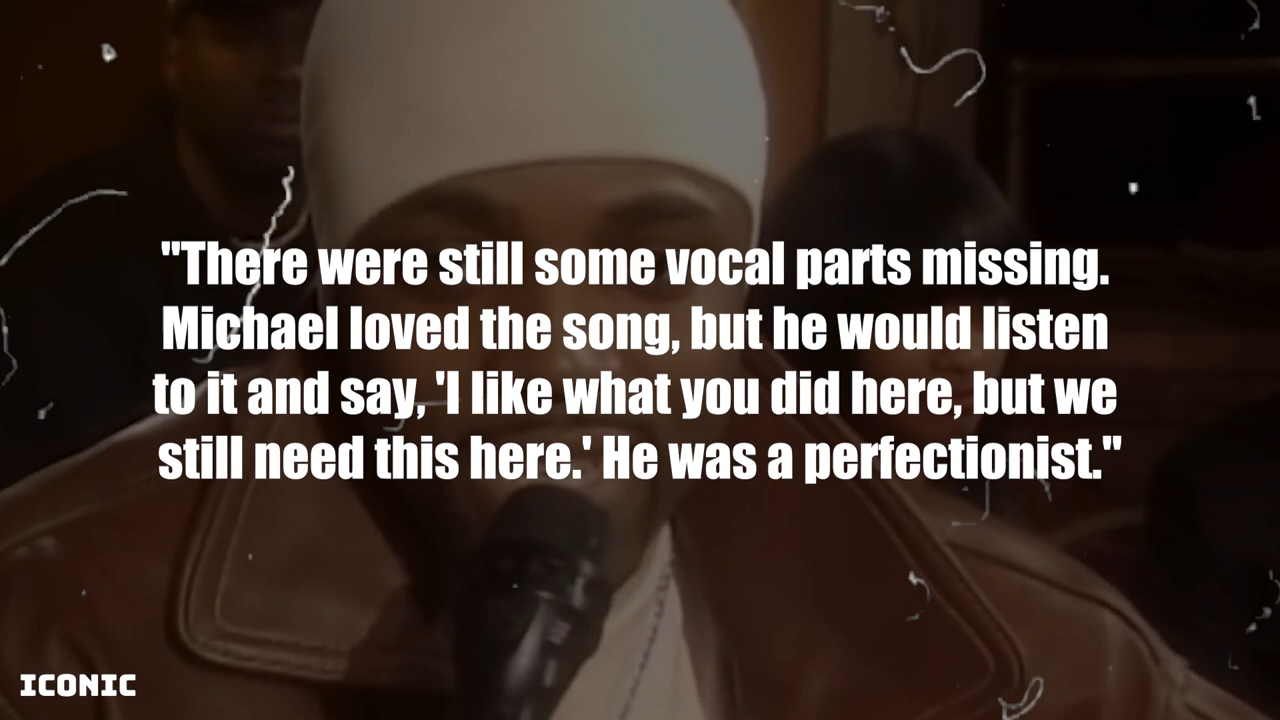 "There were still some vocal parts missing.
Michael loved the song, but he would listen
to it and say, 'I like what you did here, but we
still need this here.' He was a perfectionist."
ICONIC